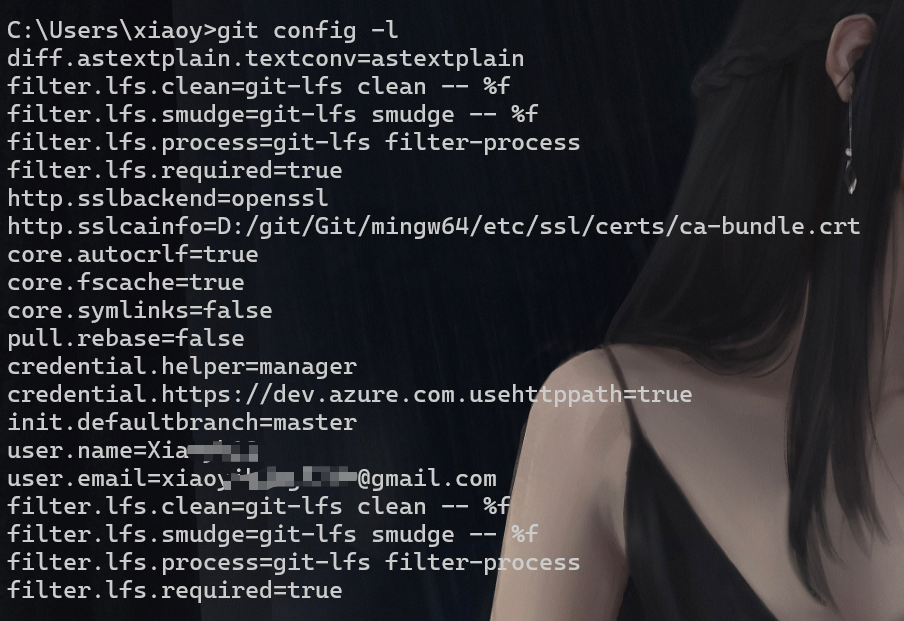 C:\Users\xiaoy>git config -l
diff.astextplain.textconv=astextplain
filter.lfs.clean=git-lfs clean -- %f
filter.lfs.smudge=git-lfs smudge -- %f
filter.lfs.process=git-lfs filter-process
filter.lfs.required=true
http.sslbackend=openssl
http.sslcainfo=D:/git/Git/mingw64/etc/ssl/certs/ca-bundle.crt
core.autocrlf=true
core.fscache=true
core.symlinks=false
pull.rebase=false
credential.helper=manager
credential.https://dev.azure.com.usehttppath=true
init.defaultbranch=master
user.name=Xia
user.email=xiaoy @gmail.com
filter.lfs.clean=git-lfs clean -- %f
filter.lfs.smudge=git-lfs smudge -- %f
filter.lfs.process=git-lfs filter-process
filter.lfs.required=true